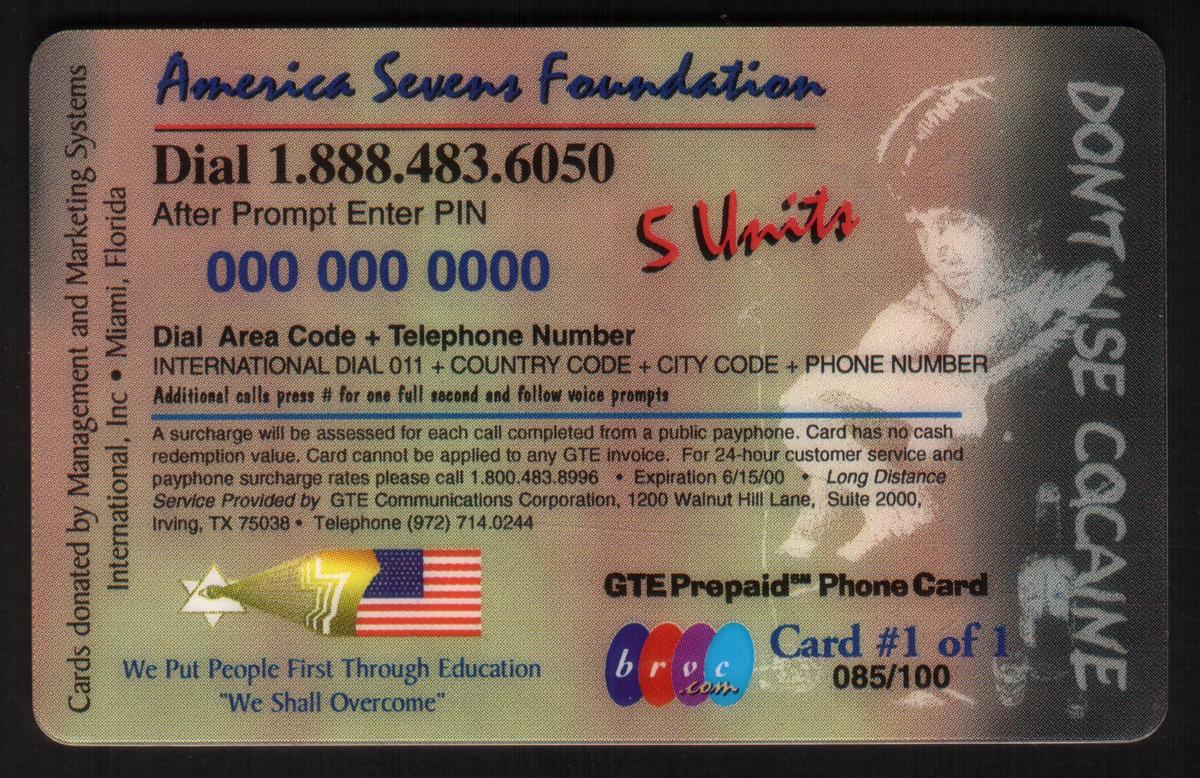 America Sevens Foundation
Dial 1.888.483.6050
After Prompt Enter PIN
000 000 0000
5 Units
Dial Area Code + Telephone Number
INTERNATIONAL DIAL 011 + COUNTRY CODE + CITY CODE + PHONE NUMBER
Additional calls press # for one full second and follow voice prompts
A surcharge will be assessed for each call completed from a public payphone. Card has no cash
redemption value. Card cannot be applied to any GTE invoice. For 24-hour customer service and
payphone surcharge rates please call 1.800.483.8996 • Expiration 6/15/00 • Long Distance
Service Provided by GTE Communications Corporation, 1200 Walnut Hill Lane, Suite 2000,
Irving, TX 75038 • Telephone (972) 714.0244
We Put People First Through Education
"We Shall Overcome"
GTE Prepaid℠ Phone Card
brvc
.com
Card #1 of 1
085/100
Cards donated by Management and Marketing Systems
International, Inc • Miami, Florida
DONT USE COCAINE